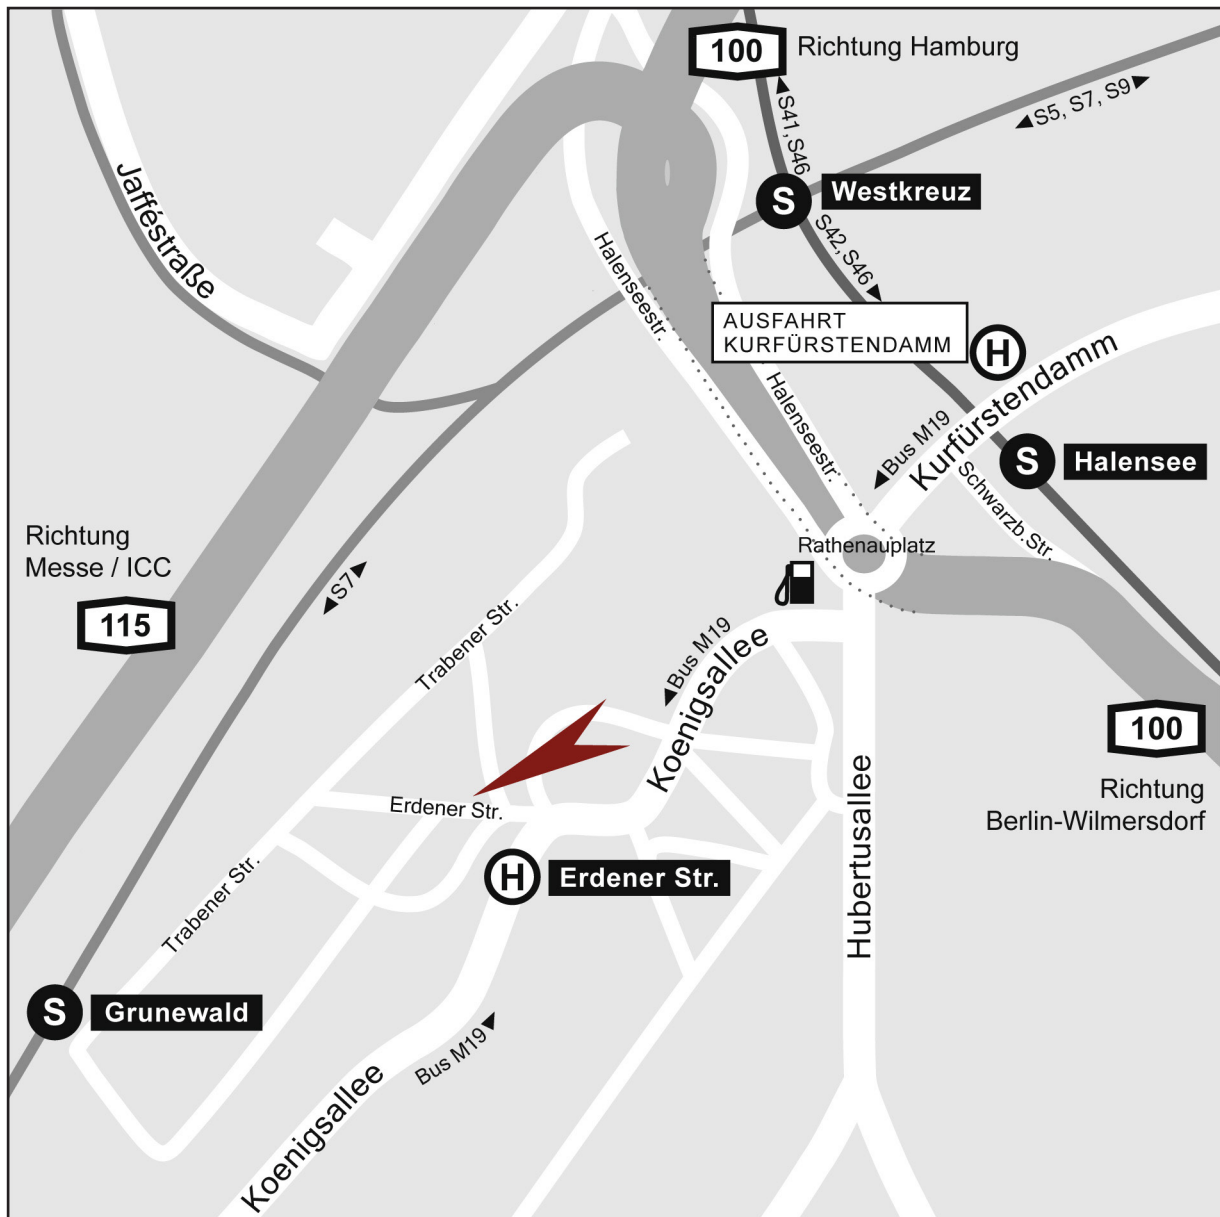 100
Richtung Hamburg
S5, S7, S9
S41, S46
S
Westkreuz
S42, S46
Jafféstraße
Halenseestr.
AUSFAHRT
KURFÜRSTENDAMM
H
Kurfürstendamm
Bus M19
Halenseestr.
S
Halensee
Schwarzb.Str.
Rathenauplatz
Richtung
Messe / ICC
115
S7
Trabener Str.
Bus M19
Koenigsallee
100
Richtung
Berlin-Wilmersdorf
Hubertusallee
Erdener Str.
H
Erdener Str.
Trabener Str.
S
Grunewald
Bus M19
Koenigsallee